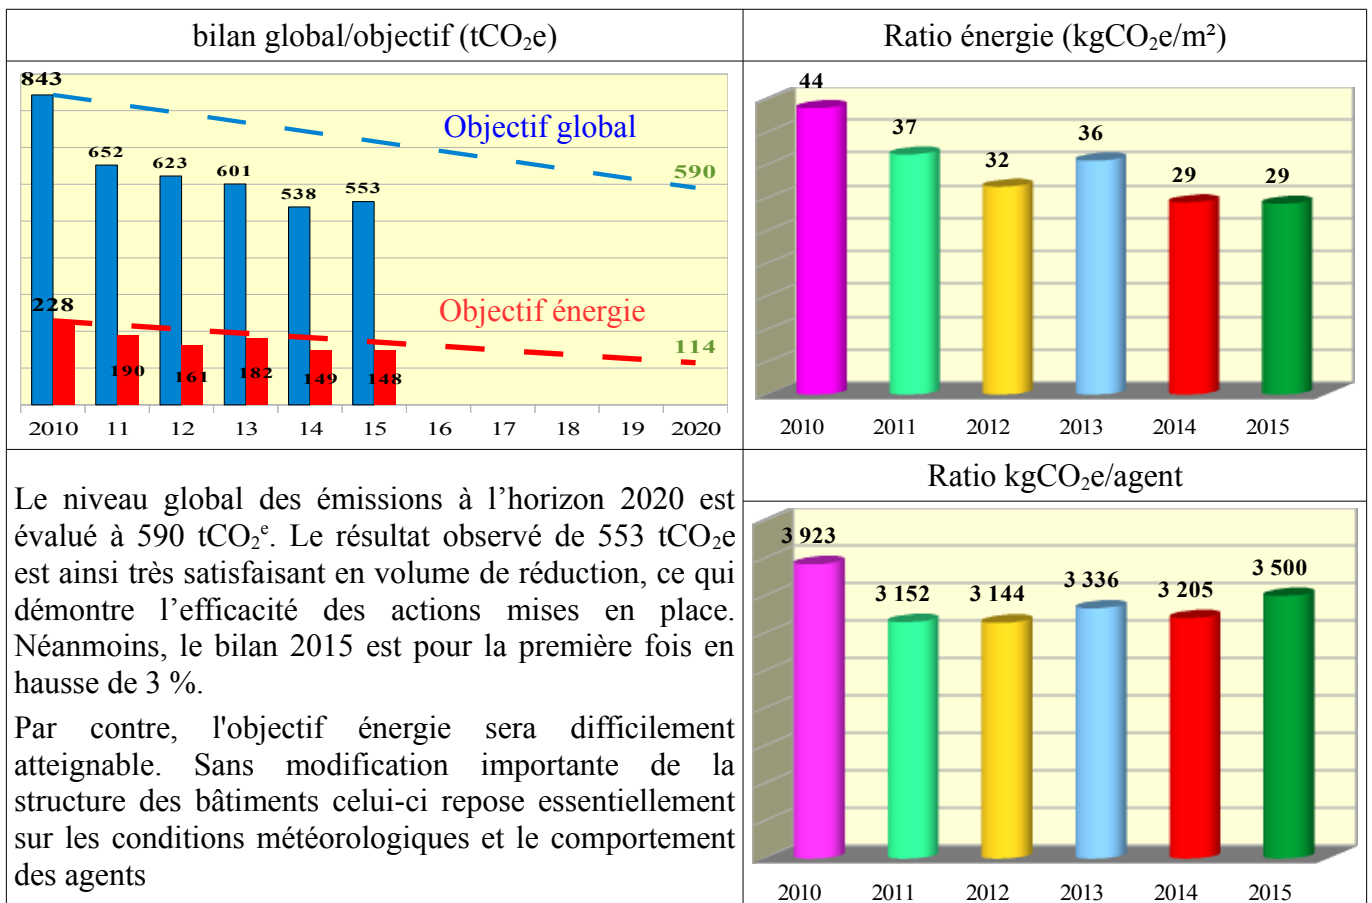 bilan global/objectif (tCO₂e)
843
652
623
601
538
553
Objectif global
590
228
190
161
182
149
148
Objectif énergie
114
2010 11 12 13 14 15 16 17 18 19 2020
Ratio énergie (kgCO₂e/m²)
44
37
32
36
29
29
2010 2011 2012 2013 2014 2015
Le niveau global des émissions à l’horizon 2020 est
évalué à 590 tCO₂ᵉ. Le résultat observé de 553 tCO₂e
est ainsi très satisfaisant en volume de réduction, ce qui
démontre l’efficacité des actions mises en place.
Néanmoins, le bilan 2015 est pour la première fois en
hausse de 3 %.
Par contre, l'objectif énergie sera difficilement
atteignable. Sans modification importante de la
structure des bâtiments celui-ci repose essentiellement
sur les conditions météorologiques et le comportement
des agents
Ratio kgCO₂e/agent
3 923
3 152
3 144
3 336
3 205
3 500
2010 2011 2012 2013 2014 2015